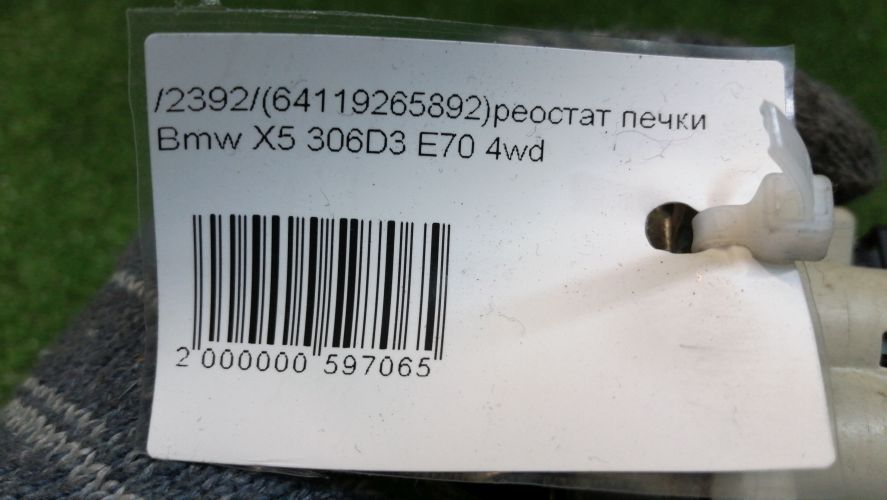 /2392/(64119265892)реостат печки
Bmw X5 306D3 E70 4wd
2 000000 597065